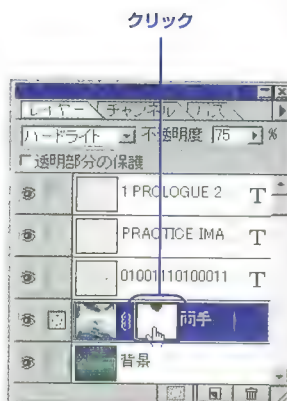 クリック
レイヤー チャンネル パス
ハードライト 不透明度 75 %
透明部分の保護
1 PROLOGUE 2 T
PRACTICE IMA T
01001110100011 T
両手
背景